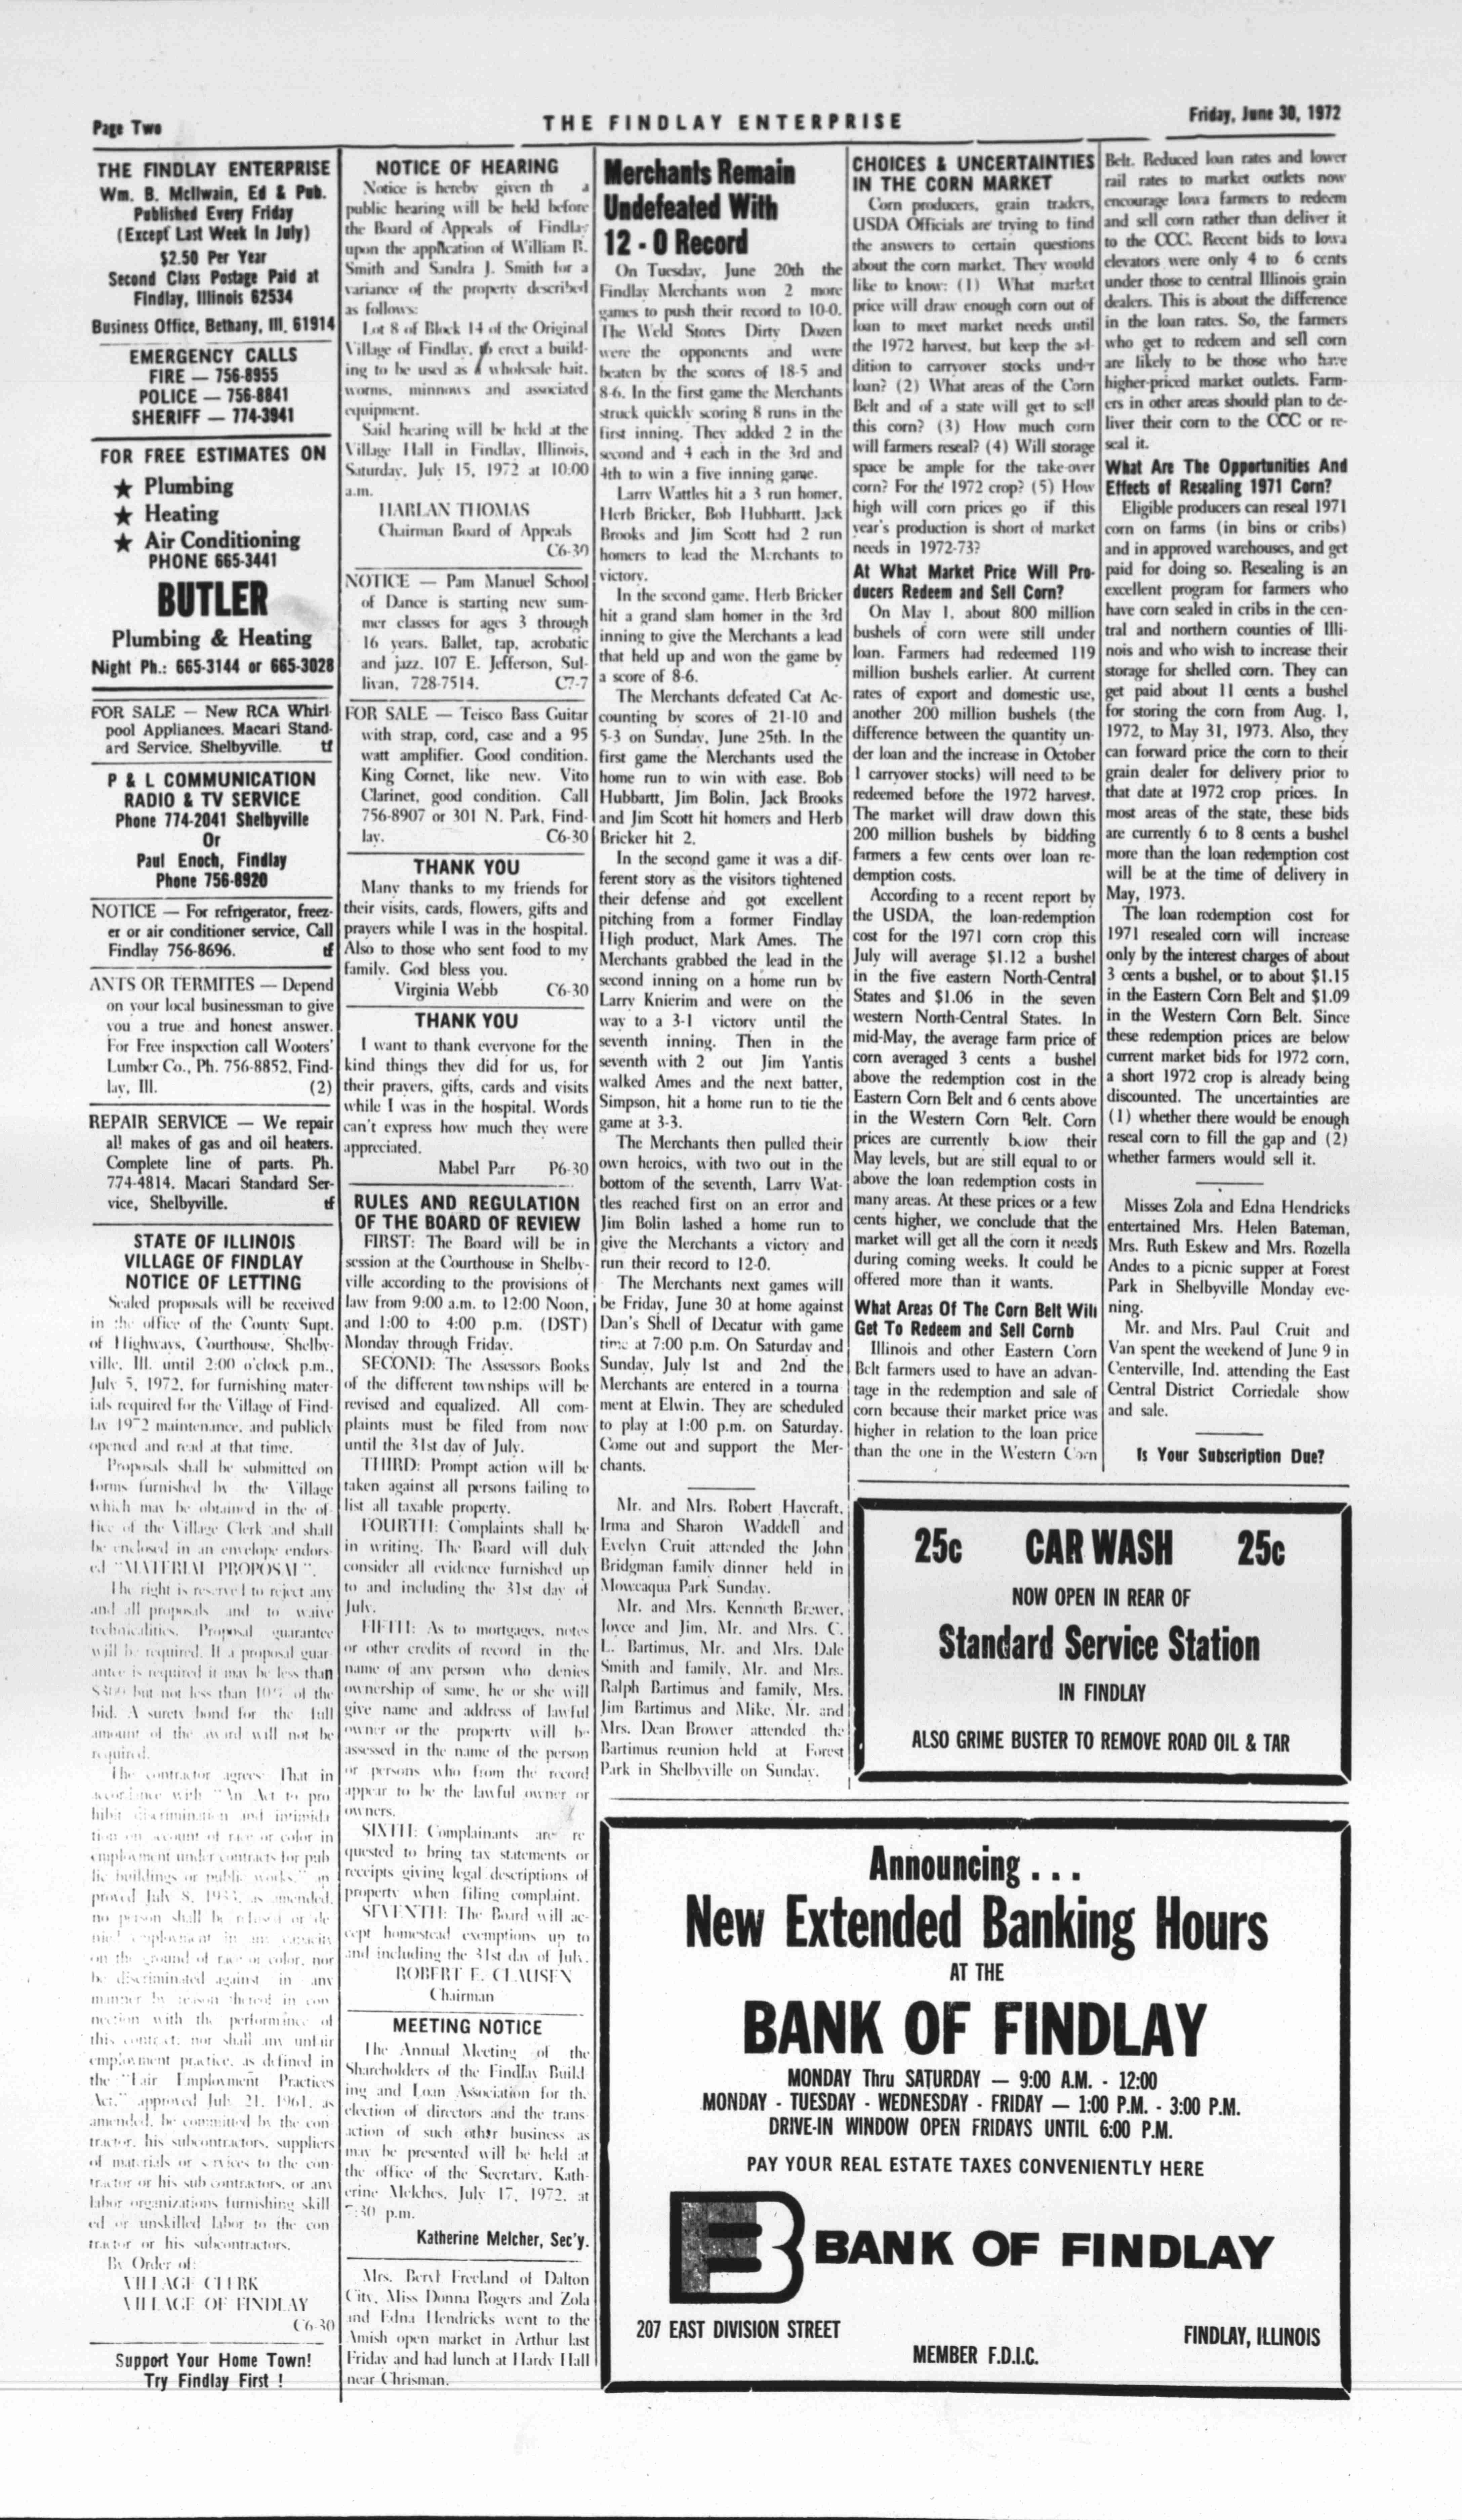 Page Two
THE FINDLAY ENTERPRISE
Friday, June 30, 1972
THE FINDLAY ENTERPRISE
Wm. B. McIlwain, Ed & Pub.
Published Every Friday
(Except Last Week In July)
$2.50 Per Year
Second Class Postage Paid at
Findlay, Illinois 62534
Business Office, Bethany, Ill. 61914
EMERGENCY CALLS
FIRE — 756-8955
POLICE — 756-8841
SHERIFF — 774-3941
FOR FREE ESTIMATES ON
★ Plumbing
★ Heating
★ Air Conditioning
PHONE 665-3441
BUTLER
Plumbing & Heating
Night Ph.: 665-3144 or 665-3028
FOR SALE — New RCA Whirl-
pool Appliances. Macari Stand-
ard Service. Shelbyville. tf
P & L COMMUNICATION
RADIO & TV SERVICE
Phone 774-2041 Shelbyville
Or
Paul Enoch, Findlay
Phone 756-8920
NOTICE — For refrigerator, freez-
er or air conditioner service, Call
Findlay 756-8696. tf
ANTS OR TERMITES — Depend
on your local businessman to give
you a true and honest answer.
For Free inspection call Wooters'
Lumber Co., Ph. 756-8852, Find-
lay, Ill. (2)
REPAIR SERVICE — We repair
all makes of gas and oil heaters.
Complete line of parts. Ph.
774-4814. Macari Standard Ser-
vice, Shelbyville. tf
STATE OF ILLINOIS
VILLAGE OF FINDLAY
NOTICE OF LETTING
Sealed proposals will be received
in the office of the County Supt.
of Highways, Courthouse, Shelby-
ville, Ill. until 2:00 o'clock p.m.,
July 5, 1972, for furnishing mater-
ials required for the Village of Find-
lay 1972 maintenance, and publicly
opened and read at that time.
Proposals shall be submitted on
forms furnished by the Village
which may be obtained in the of-
fice of the Village Clerk and shall
be enclosed in an envelope endors-
ed "MATERIAL PROPOSAL".
The right is reserved to reject any
and all proposals and to waive
technicalities. Proposal guarantee
will be required. If a proposal guar-
antee is required it may be less than
$300 but not less than 10% of the
bid. A surety bond for the full
amount of the award will not be
required.
The contractor agrees: That in
accordance with "An Act to pro
hibit discrimination and intimida
tion on account of race or color in
employment under contracts for pub
lic buildings or public works," ap
proved July 8, 1933, as amended,
no person shall be refused or de-
nied employment in any capacity
on the ground of race or color, nor
be discriminated against in any
manner by reason thereof in con
nection with the performance of
this contract; nor shall any unfair
employment practice, as defined in
the "Fair Employment Practices
Act," approved July 21, 1961, as
amended, be committed by the con
tractor, his subcontractors, suppliers
of materials or services to the con-
tractor or his sub contractors, or any
labor organizations furnishing skill
ed or unskilled labor to the con
tractor or his subcontractors.
By Order of:
VILLAGE CLERK
VILLAGE OF FINDLAY
C6-30
Support Your Home Town!
Try Findlay First !
NOTICE OF HEARING
Notice is hereby given th a
public hearing will be held before
the Board of Appeals of Findlay
upon the application of William R.
Smith and Sandra J. Smith for a
variance of the property described
as follows:
Lot 8 of Block 14 of the Original
Village of Findlay, to erect a build-
ing to be used as a wholesale bait,
worms, minnows and associated
equipment.
Said hearing will be held at the
Village Hall in Findlay, Illinois,
Saturday, July 15, 1972 at 10:00
a.m.
HARLAN THOMAS
Chairman Board of Appeals
C6-30
NOTICE — Pam Manuel School
of Dance is starting new sum-
mer classes for ages 3 through
16 years. Ballet, tap, acrobatic
and jazz. 107 E. Jefferson, Sul-
livan, 728-7514. C7-7
FOR SALE — Teisco Bass Guitar
with strap, cord, case and a 95
watt amplifier. Good condition.
King Cornet, like new. Vito
Clarinet, good condition. Call
756-8907 or 301 N. Park, Find-
lay. C6-30
THANK YOU
Many thanks to my friends for
their visits, cards, flowers, gifts and
prayers while I was in the hospital.
Also to those who sent food to my
family. God bless you.
Virginia Webb C6-30
THANK YOU
I want to thank everyone for the
kind things they did for us, for
their prayers, gifts, cards and visits
while I was in the hospital. Words
can't express how much they were
appreciated.
Mabel Parr P6-30
RULES AND REGULATION
OF THE BOARD OF REVIEW
FIRST: The Board will be in
session at the Courthouse in Shelby-
ville according to the provisions of
law from 9:00 a.m. to 12:00 Noon,
and 1:00 to 4:00 p.m. (DST)
Monday through Friday.
SECOND: The Assessors Books
of the different townships will be
revised and equalized. All com-
plaints must be filed from now
until the 31st day of July.
THIRD: Prompt action will be
taken against all persons failing to
list all taxable property.
FOURTH: Complaints shall be
in writing. The Board will duly
consider all evidence furnished up
to and including the 31st day of
July.
FIFTH: As to mortgages, notes
or other credits of record in the
name of any person who denies
ownership of same, he or she will
give name and address of lawful
owner or the property will be
assessed in the name of the person
or persons who from the record
appear to be the lawful owner or
owners.
SIXTH: Complainants are re
quested to bring tax statements or
receipts giving legal descriptions of
property when filing complaint.
SEVENTH: The Board will ac-
cept homestead exemptions up to
and including the 31st day of July.
ROBERT E. CLAUSEN
Chairman
MEETING NOTICE
The Annual Meeting of the
Shareholders of the Findlay Build-
ing and Loan Association for the
election of directors and the trans
action of such other business as
may be presented will be held at
the office of the Secretary, Kath-
erine Melches, July 17, 1972, at
7:30 p.m.
Katherine Melcher, Sec'y.
Mrs. Beryl Freeland of Dalton
City, Miss Donna Rogers and Zola
and Edna Hendricks went to the
Amish open market in Arthur last
Friday and had lunch at Hardy Hall
near Chrisman.
Merchants Remain
Undefeated With
12 - 0 Record
On Tuesday, June 20th the
Findlay Merchants won 2 more
games to push their record to 10-0.
The Weld Stores Dirty Dozen
were the opponents and were
beaten by the scores of 18-5 and
8-6. In the first game the Merchants
struck quickly scoring 8 runs in the
first inning. They added 2 in the
second and 4 each in the 3rd and
4th to win a five inning game.
Larry Wattles hit a 3 run homer,
Herb Bricker, Bob Hubbartt, Jack
Brooks and Jim Scott had 2 run
homers to lead the Merchants to
victory.
In the second game, Herb Bricker
hit a grand slam homer in the 3rd
inning to give the Merchants a lead
that held up and won the game by
a score of 8-6.
The Merchants defeated Cat Ac-
counting by scores of 21-10 and
5-3 on Sunday, June 25th. In the
first game the Merchants used the
home run to win with ease. Bob
Hubbartt, Jim Bolin, Jack Brooks
and Jim Scott hit homers and Herb
Bricker hit 2.
In the second game it was a dif-
ferent story as the visitors tightened
their defense and got excellent
pitching from a former Findlay
High product, Mark Ames. The
Merchants grabbed the lead in the
second inning on a home run by
Larry Knierim and were on the
way to a 3-1 victory until the
seventh inning. Then in the
seventh with 2 out Jim Yantis
walked Ames and the next batter,
Simpson, hit a home run to tie the
game at 3-3.
The Merchants then pulled their
own heroics, with two out in the
bottom of the seventh, Larry Wat-
tles reached first on an error and
Jim Bolin lashed a home run to
give the Merchants a victory and
run their record to 12-0.
The Merchants next games will
be Friday, June 30 at home against
Dan's Shell of Decatur with game
time at 7:00 p.m. On Saturday and
Sunday, July 1st and 2nd the
Merchants are entered in a tourna
ment at Elwin. They are scheduled
to play at 1:00 p.m. on Saturday.
Come out and support the Mer-
chants.
Mr. and Mrs. Robert Haycraft,
Irma and Sharon Waddell and
Evelyn Cruit attended the John
Bridgman family dinner held in
Moweaqua Park Sunday.
Mr. and Mrs. Kenneth Brewer,
Joyce and Jim, Mr. and Mrs. C.
L. Bartimus, Mr. and Mrs. Dale
Smith and family, Mr. and Mrs.
Ralph Bartimus and family, Mrs.
Jim Bartimus and Mike, Mr. and
Mrs. Dean Brower attended the
Bartimus reunion held at Forest
Park in Shelbyville on Sunday.
CHOICES & UNCERTAINTIES
IN THE CORN MARKET
Corn producers, grain traders,
USDA Officials are trying to find
the answers to certain questions
about the corn market. They would
like to know: (1) What market
price will draw enough corn out of
loan to meet market needs until
the 1972 harvest, but keep the ad-
dition to carryover stocks under
loan? (2) What areas of the Corn
Belt and of a state will get to sell
this corn? (3) How much corn
will farmers reseal? (4) Will storage
space be ample for the take-over
corn? For the 1972 crop? (5) How
high will corn prices go if this
year's production is short of market
needs in 1972-73?
At What Market Price Will Pro-
ducers Redeem and Sell Corn?
On May 1, about 800 million
bushels of corn were still under
loan. Farmers had redeemed 119
million bushels earlier. At current
rates of export and domestic use,
another 200 million bushels (the
difference between the quantity un-
der loan and the increase in October
1 carryover stocks) will need to be
redeemed before the 1972 harvest.
The market will draw down this
200 million bushels by bidding
farmers a few cents over loan re-
demption costs.
According to a recent report by
the USDA, the loan-redemption
cost for the 1971 corn crop this
July will average $1.12 a bushel
in the five eastern North-Central
States and $1.06 in the seven
western North-Central States. In
mid-May, the average farm price of
corn averaged 3 cents a bushel
above the redemption cost in the
Eastern Corn Belt and 6 cents above
in the Western Corn Belt. Corn
prices are currently below their
May levels, but are still equal to or
above the loan redemption costs in
many areas. At these prices or a few
cents higher, we conclude that the
market will get all the corn it needs
during coming weeks. It could be
offered more than it wants.
What Areas Of The Corn Belt Will
Get To Redeem and Sell Cornb
Illinois and other Eastern Corn
Belt farmers used to have an advan-
tage in the redemption and sale of
corn because their market price was
higher in relation to the loan price
than the one in the Western Corn
Belt. Reduced loan rates and lower
rail rates to market outlets now
encourage Iowa farmers to redeem
and sell corn rather than deliver it
to the CCC. Recent bids to Iowa
elevators were only 4 to 6 cents
under those to central Illinois grain
dealers. This is about the difference
in the loan rates. So, the farmers
who get to redeem and sell corn
are likely to be those who have
higher-priced market outlets. Farm-
ers in other areas should plan to de-
liver their corn to the CCC or re-
seal it.
What Are The Opportunities And
Effects of Resealing 1971 Corn?
Eligible producers can reseal 1971
corn on farms (in bins or cribs)
and in approved warehouses, and get
paid for doing so. Resealing is an
excellent program for farmers who
have corn sealed in cribs in the cen-
tral and northern counties of Illi-
nois and who wish to increase their
storage for shelled corn. They can
get paid about 11 cents a bushel
for storing the corn from Aug. 1,
1972, to May 31, 1973. Also, they
can forward price the corn to their
grain dealer for delivery prior to
that date at 1972 crop prices. In
most areas of the state, these bids
are currently 6 to 8 cents a bushel
more than the loan redemption cost
will be at the time of delivery in
May, 1973.
The loan redemption cost for
1971 resealed corn will increase
only by the interest charges of about
3 cents a bushel, or to about $1.15
in the Eastern Corn Belt and $1.09
in the Western Corn Belt. Since
these redemption prices are below
current market bids for 1972 corn,
a short 1972 crop is already being
discounted. The uncertainties are
(1) whether there would be enough
reseal corn to fill the gap and (2)
whether farmers would sell it.
Misses Zola and Edna Hendricks
entertained Mrs. Helen Bateman,
Mrs. Ruth Eskew and Mrs. Rozella
Andes to a picnic supper at Forest
Park in Shelbyville Monday eve-
ning.
Mr. and Mrs. Paul Cruit and
Van spent the weekend of June 9 in
Centerville, Ind. attending the East
Central District Corriedale show
and sale.
Is Your Subscription Due?
25c CAR WASH 25c
NOW OPEN IN REAR OF
Standard Service Station
IN FINDLAY
ALSO GRIME BUSTER TO REMOVE ROAD OIL & TAR
Announcing . . .
New Extended Banking Hours
AT THE
BANK OF FINDLAY
MONDAY Thru SATURDAY — 9:00 A.M. - 12:00
MONDAY - TUESDAY - WEDNESDAY - FRIDAY — 1:00 P.M. - 3:00 P.M.
DRIVE-IN WINDOW OPEN FRIDAYS UNTIL 6:00 P.M.
PAY YOUR REAL ESTATE TAXES CONVENIENTLY HERE
BANK OF FINDLAY
207 EAST DIVISION STREET
FINDLAY, ILLINOIS
MEMBER F.D.I.C.